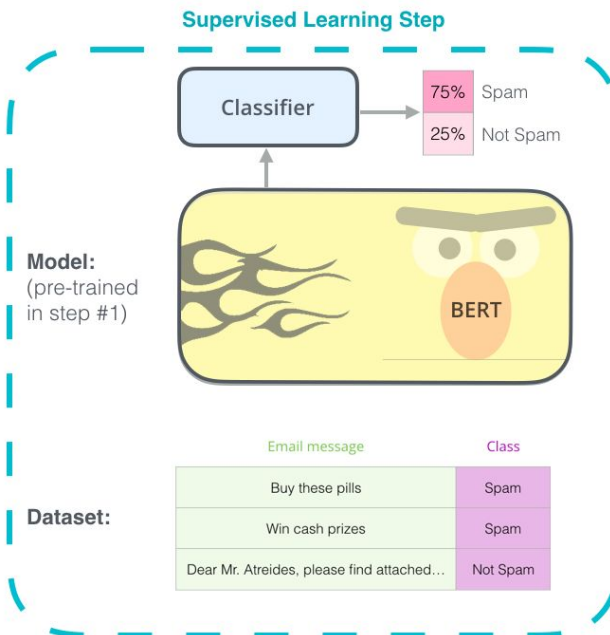 Supervised Learning Step
Classifier
75% Spam
25% Not Spam
Model:
(pre-trained
in step #1)
BERT
Email message Class
Dataset:
Buy these pills Spam
Win cash prizes Spam
Dear Mr. Atreides, please find attached… Not Spam